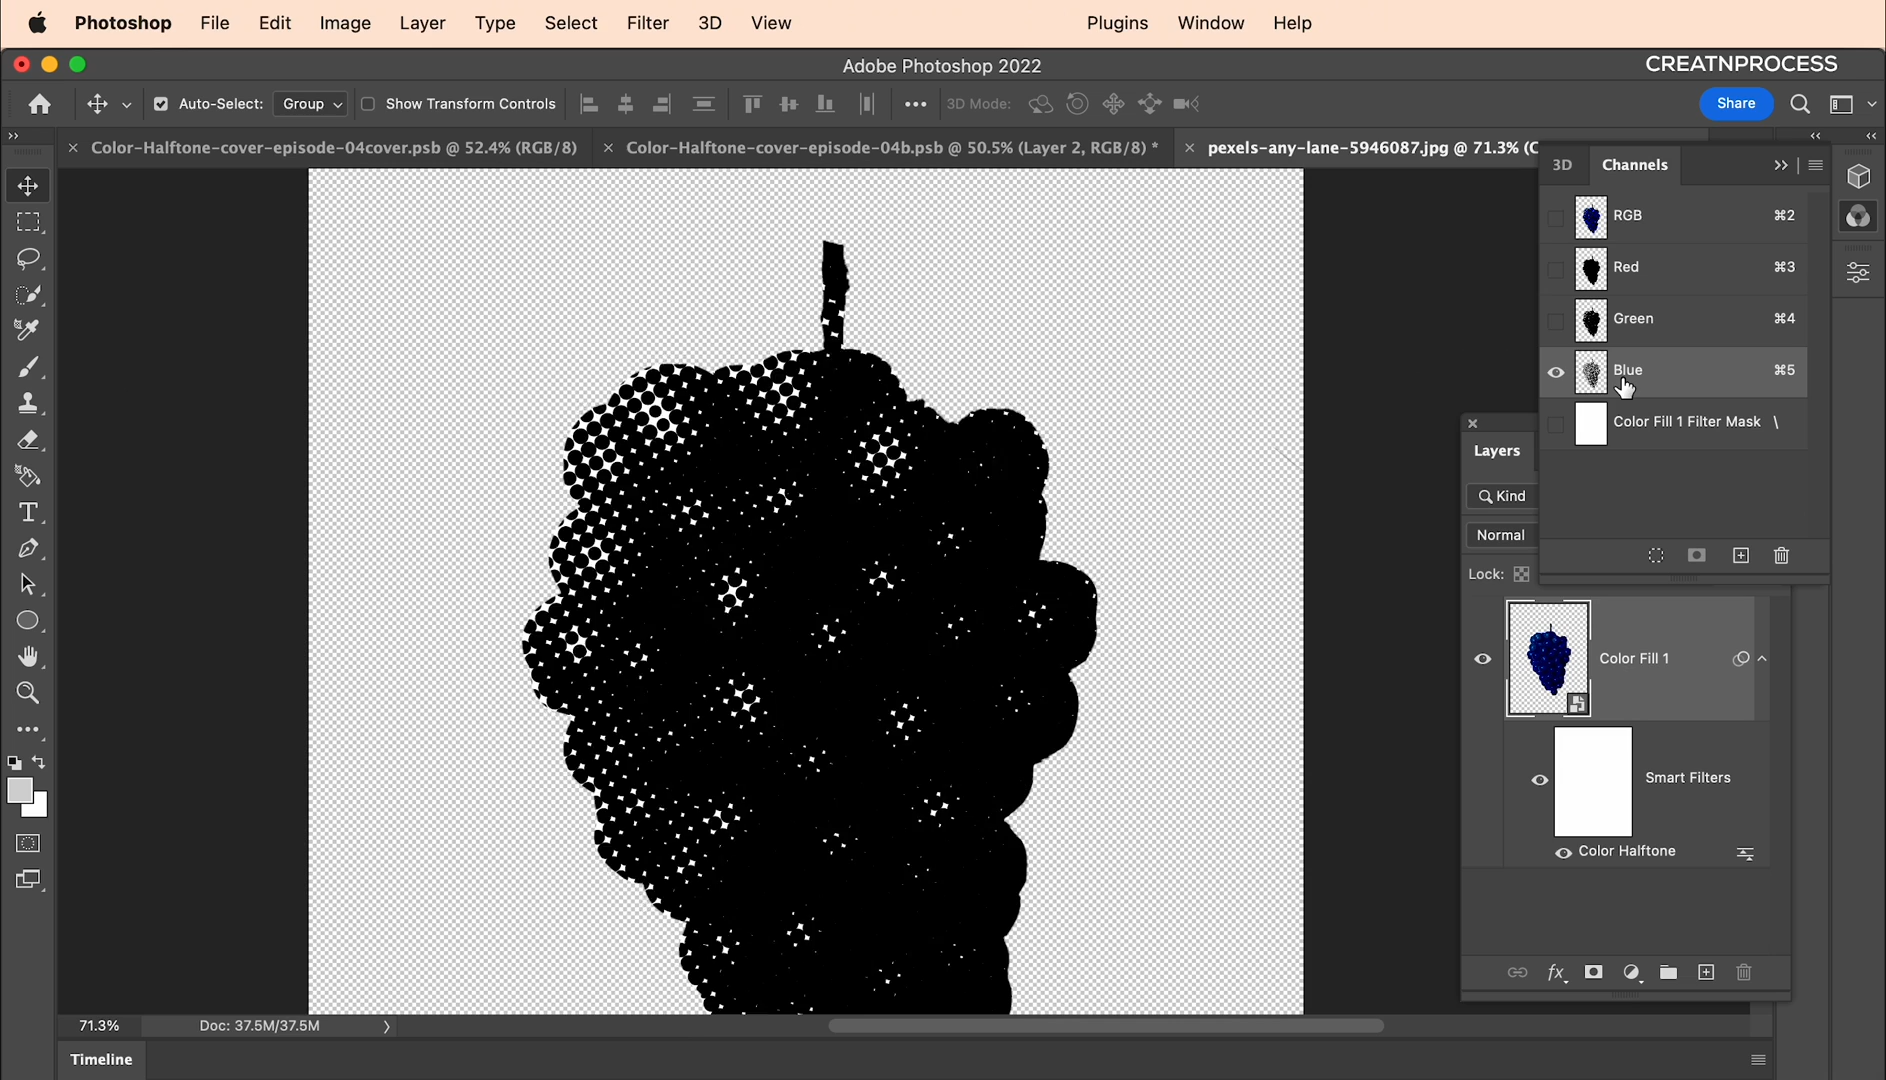 Photoshop File Edit Image Layer Type Select Filter 3D View Plugins Window Help
Adobe Photoshop 2022
CREATNPROCESS
Auto-Select: Group Show Transform Controls 3D Mode: Share
Color-Halftone-cover-episode-04cover.psb @ 52.4% (RGB/8)
Color-Halftone-cover-episode-04b.psb @ 50.5% (Layer 2, RGB/8) *
pexels-any-lane-5946087.jpg @ 71.3% (C
3D Channels
RGB ⌘2
Red ⌘3
Green ⌘4
Blue ⌘5
Color Fill 1 Filter Mask \
Layers
Kind
Normal
Lock:
Color Fill 1
Smart Filters
Color Halftone
71.3% Doc: 37.5M/37.5M
Timeline